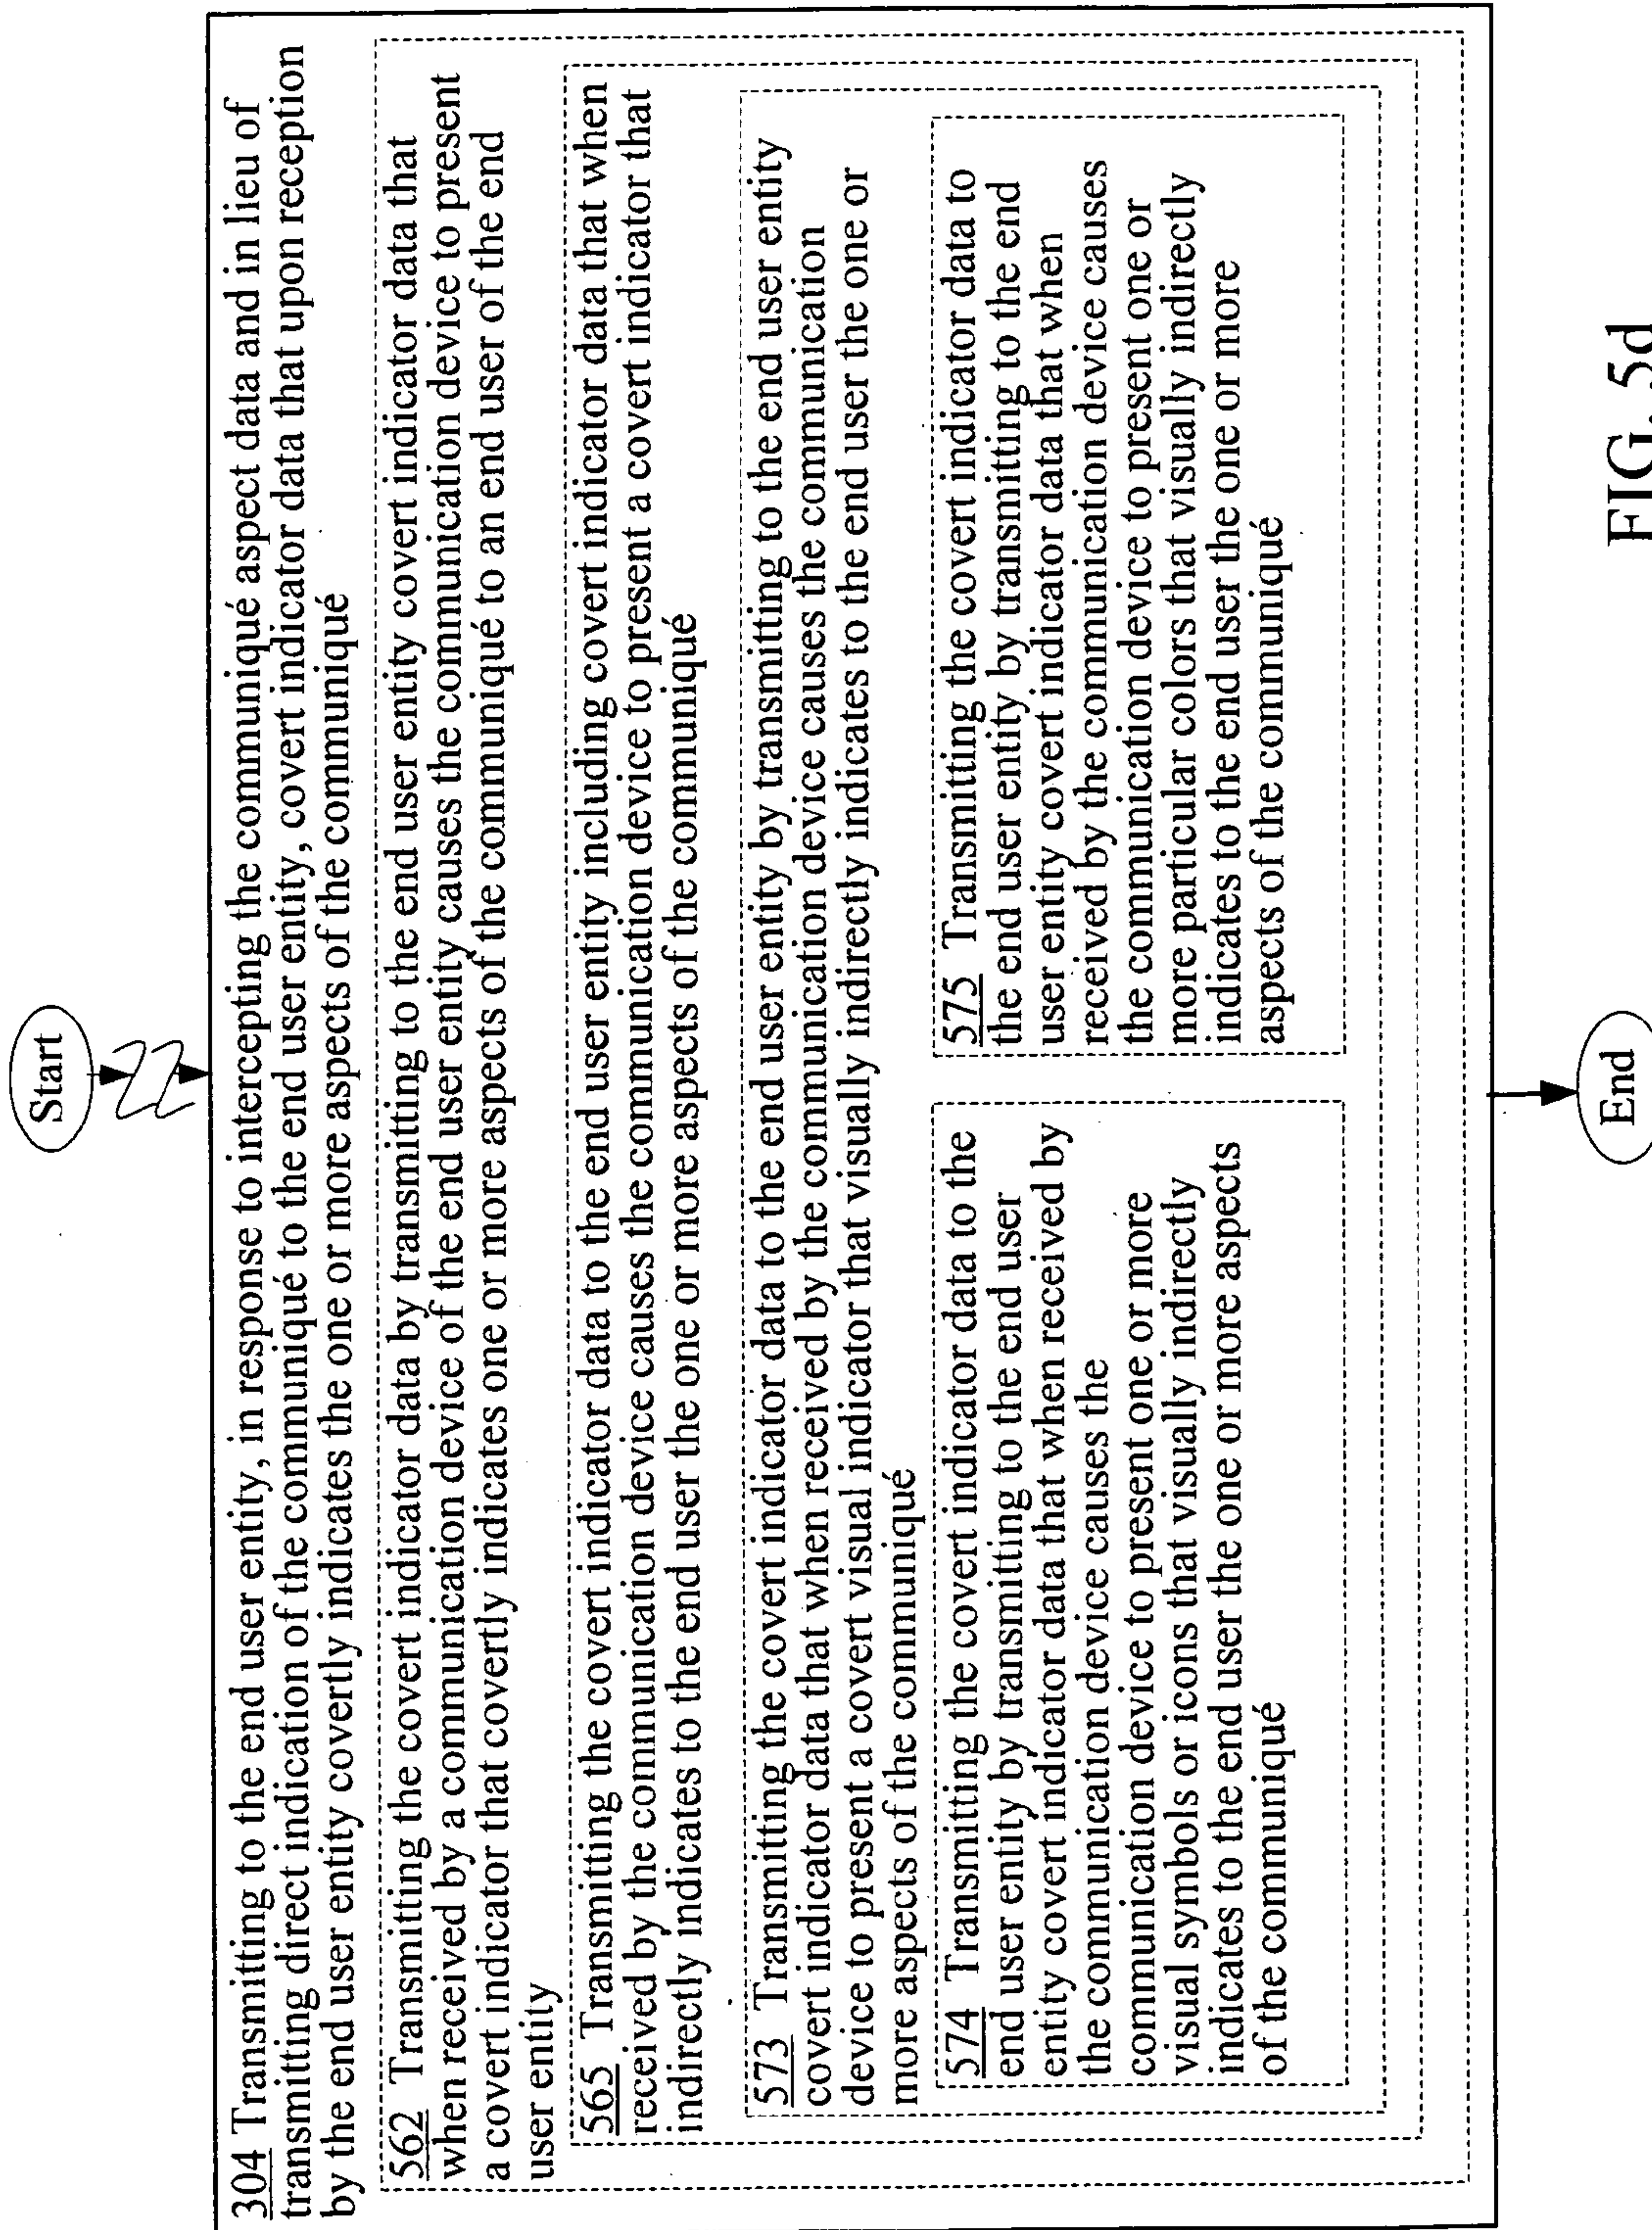 Start
304 Transmitting to the end user entity, in response to intercepting the communiqué aspect data and in lieu of
transmitting direct indication of the communiqué to the end user entity, covert indicator data that upon reception
by the end user entity covertly indicates the one or more aspects of the communiqué
562 Transmitting the covert indicator data by transmitting to the end user entity covert indicator data that
when received by a communication device of the end user entity causes the communication device to present
a covert indicator that covertly indicates one or more aspects of the communiqué to an end user of the end
user entity
565 Transmitting the covert indicator data to the end user entity including covert indicator data that when
received by the communication device causes the communication device to present a covert indicator that
indirectly indicates to the end user the one or more aspects of the communiqué
573 Transmitting the covert indicator data to the end user entity by transmitting to the end user entity
covert indicator data that when received by the communication device causes the communication
device to present a covert visual indicator that visually indirectly indicates to the end user the one or
more aspects of the communiqué
574 Transmitting the covert indicator data to the
end user entity by transmitting to the end user
entity covert indicator data that when received by
the communication device causes the
communication device to present one or more
visual symbols or icons that visually indirectly
indicates to the end user the one or more aspects
of the communiqué
575 Transmitting the covert indicator data to
the end user entity by transmitting to the end
user entity covert indicator data that when
received by the communication device causes
the communication device to present one or
more particular colors that visually indirectly
indicates to the end user the one or more
aspects of the communiqué
End
FIG. 5d